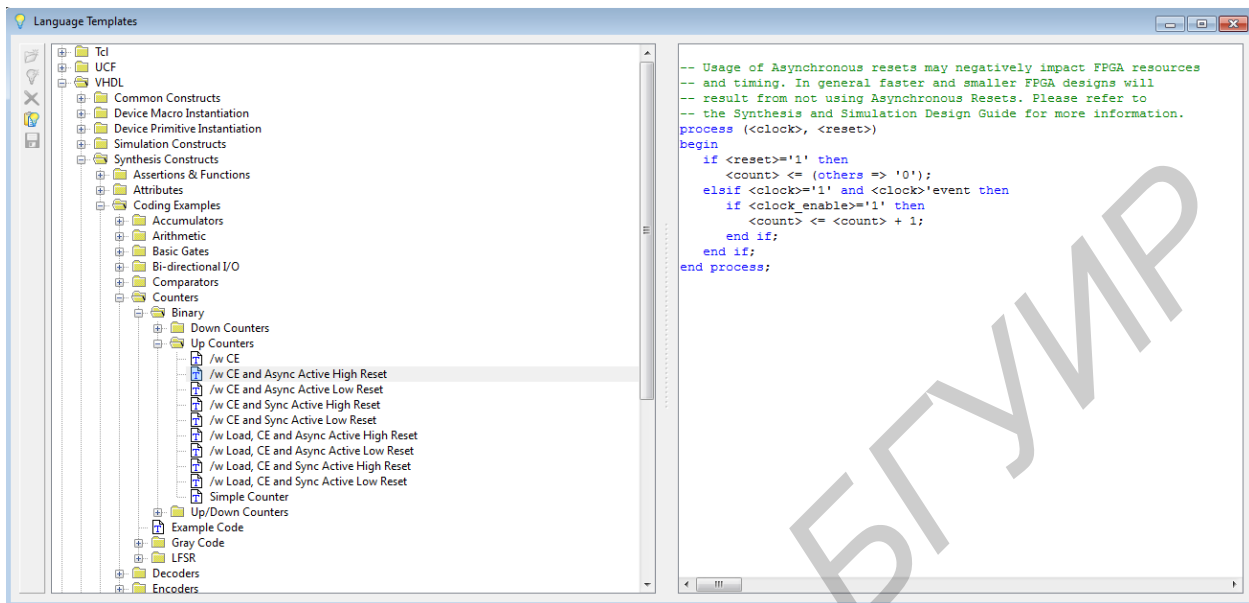 Language Templates
Tcl
UCF
VHDL
Common Constructs
Device Macro Instantiation
Device Primitive Instantiation
Simulation Constructs
Synthesis Constructs
Assertions & Functions
Attributes
Coding Examples
Accumulators
Arithmetic
Basic Gates
Bi-directional I/O
Comparators
Counters
Binary
Down Counters
Up Counters
/w CE
/w CE and Async Active High Reset
/w CE and Async Active Low Reset
/w CE and Sync Active High Reset
/w CE and Sync Active Low Reset
/w Load, CE and Async Active High Reset
/w Load, CE and Async Active Low Reset
/w Load, CE and Sync Active High Reset
/w Load, CE and Sync Active Low Reset
Simple Counter
Up/Down Counters
Example Code
Gray Code
LFSR
Decoders
Encoders
-- Usage of Asynchronous resets may negatively impact FPGA resources
-- and timing. In general faster and smaller FPGA designs will
-- result from not using Asynchronous Resets. Please refer to
-- the Synthesis and Simulation Design Guide for more information.
process (<clock>, <reset>)
begin
   if <reset>='1' then
      <count> <= (others => '0');
   elsif <clock>='1' and <clock>'event then
      if <clock_enable>='1' then
         <count> <= <count> + 1;
      end if;
   end if;
end process;
БГУИР